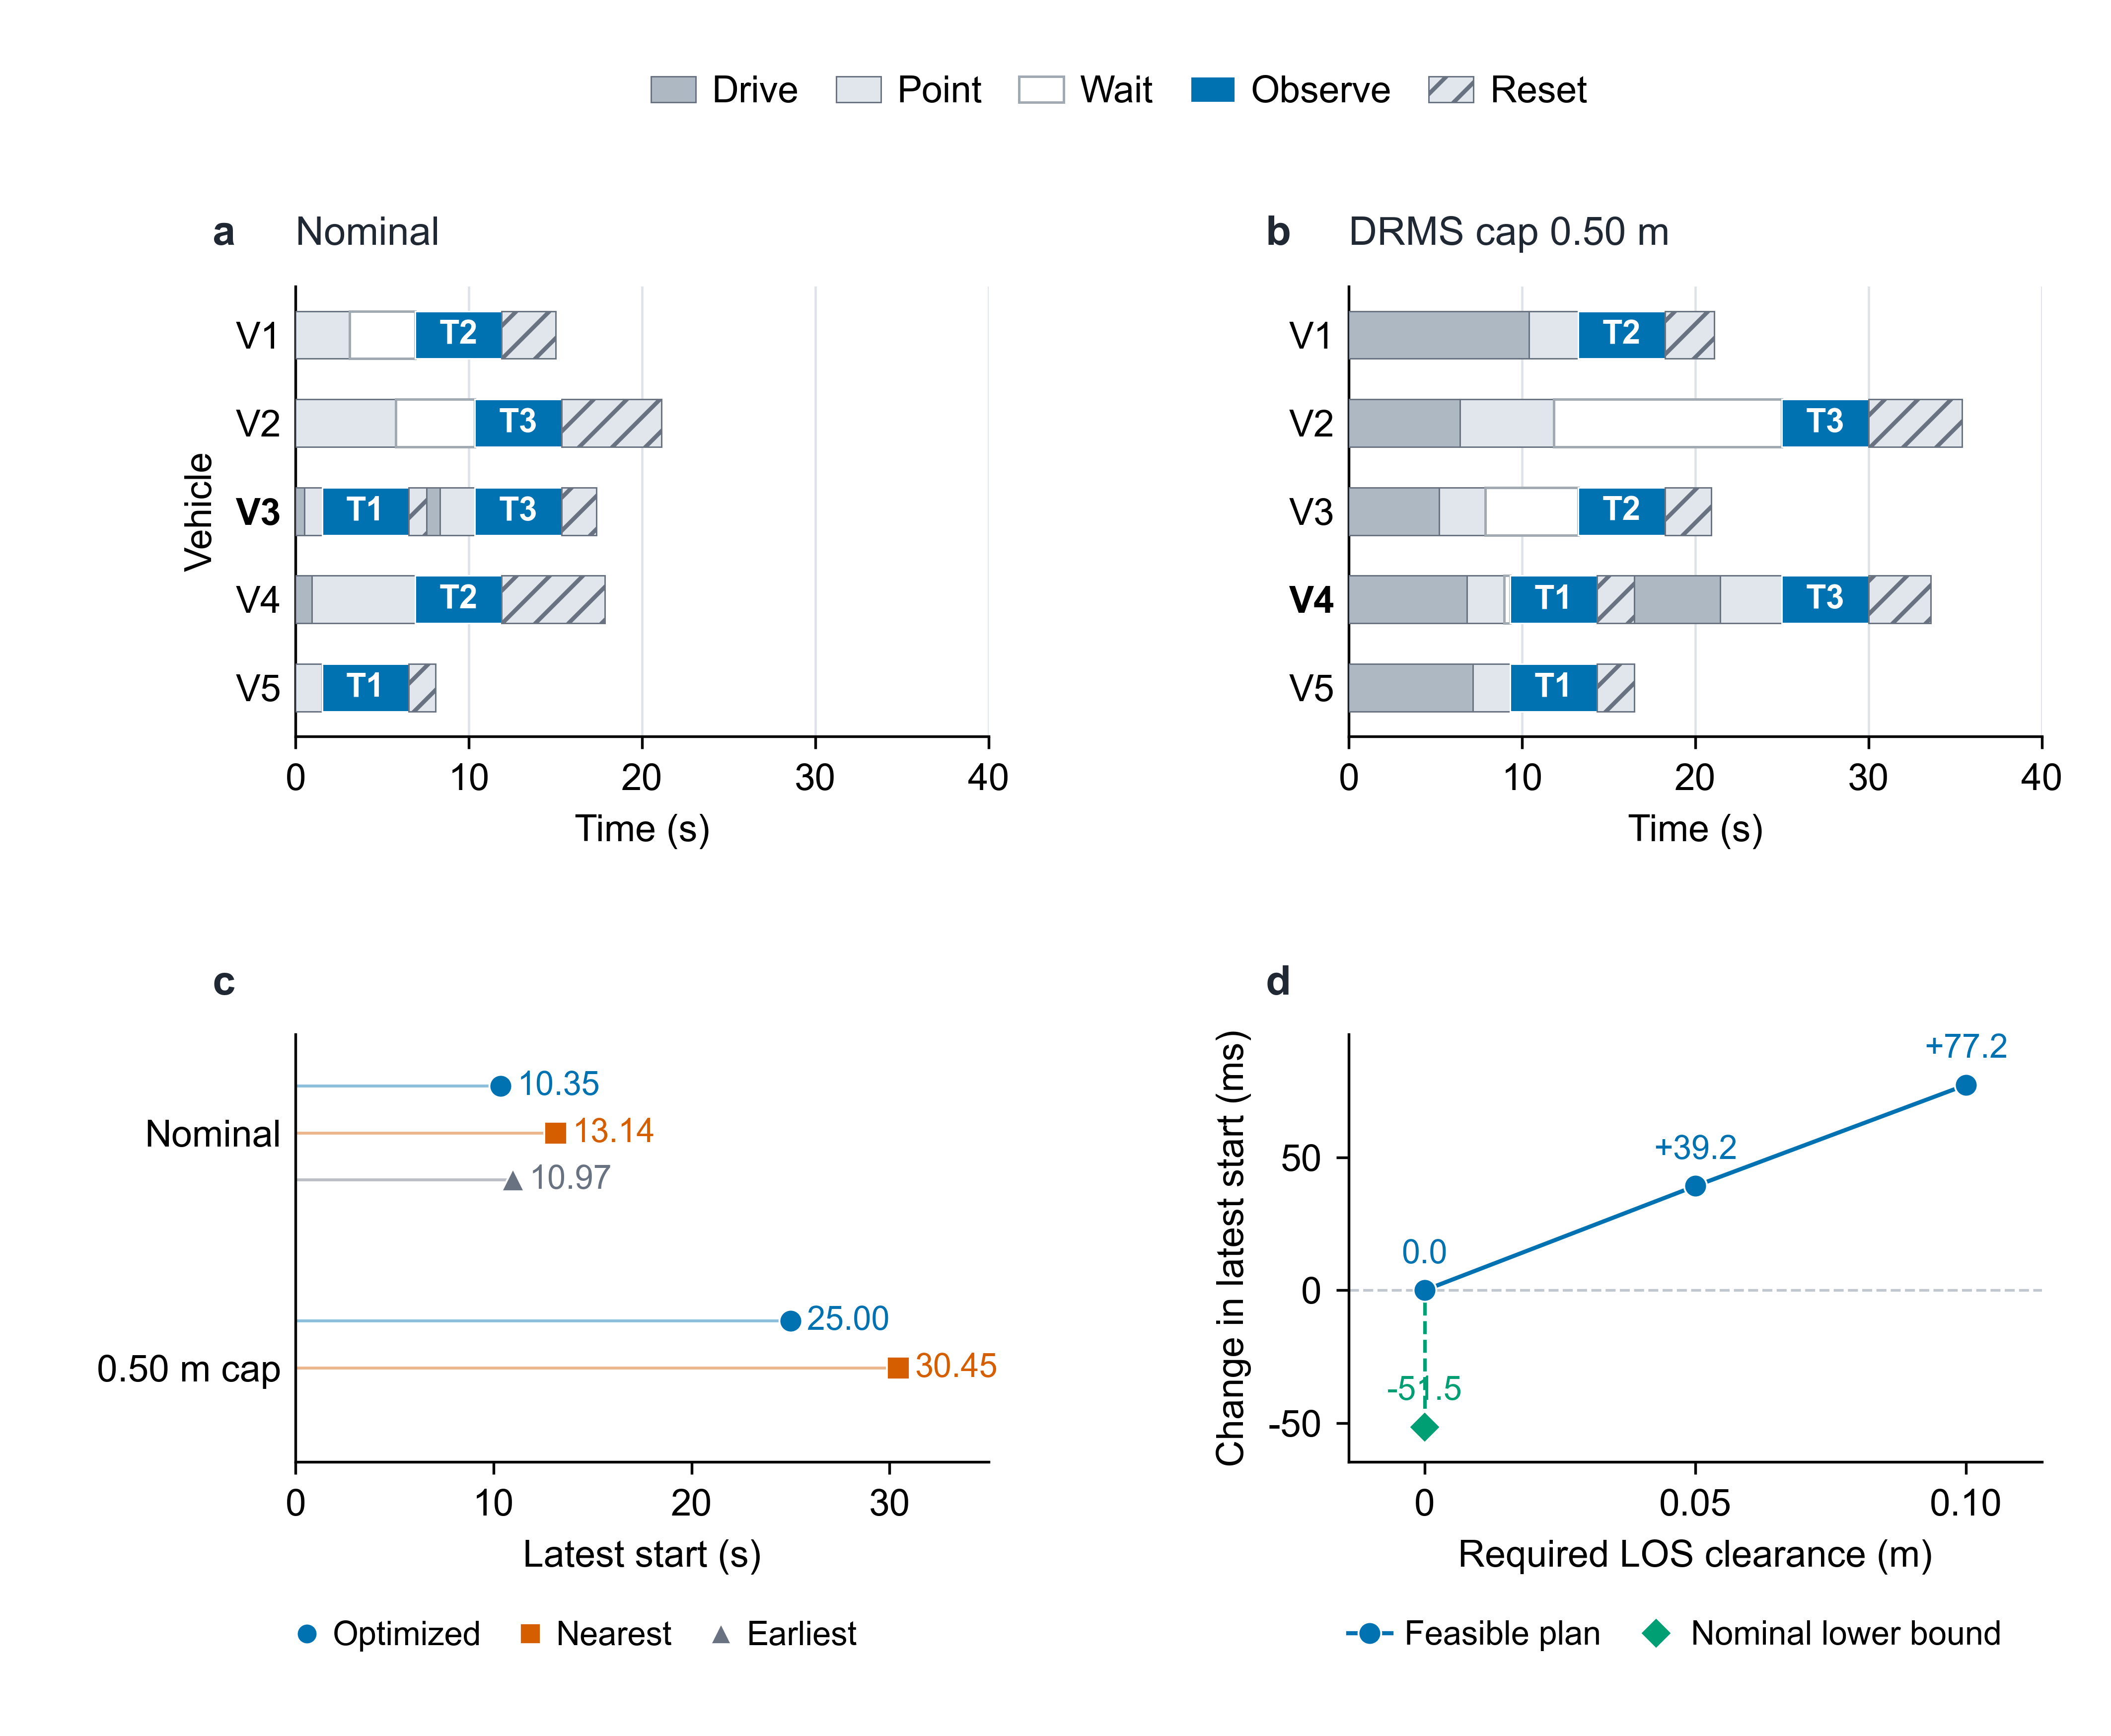 Drive Point Wait Observe Reset
a Nominal
V1 T2
V2 T3
Vehicle
V3 T1 T3
V4 T2
V5 T1
0 10 20 30 40
Time (s)
b DRMS cap 0.50 m
V1 T2
V2 T3
V3 T2
V4 T1 T3
V5 T1
0 10 20 30 40
Time (s)
c
10.35
Nominal 13.14
10.97
25.00
0.50 m cap 30.45
0 10 20 30
Latest start (s)
Optimized Nearest Earliest
d
Change in latest start (ms)
+77.2
50 +39.2
0.0
0
-51.5
-50
0 0.05 0.10
Required LOS clearance (m)
Feasible plan Nominal lower bound